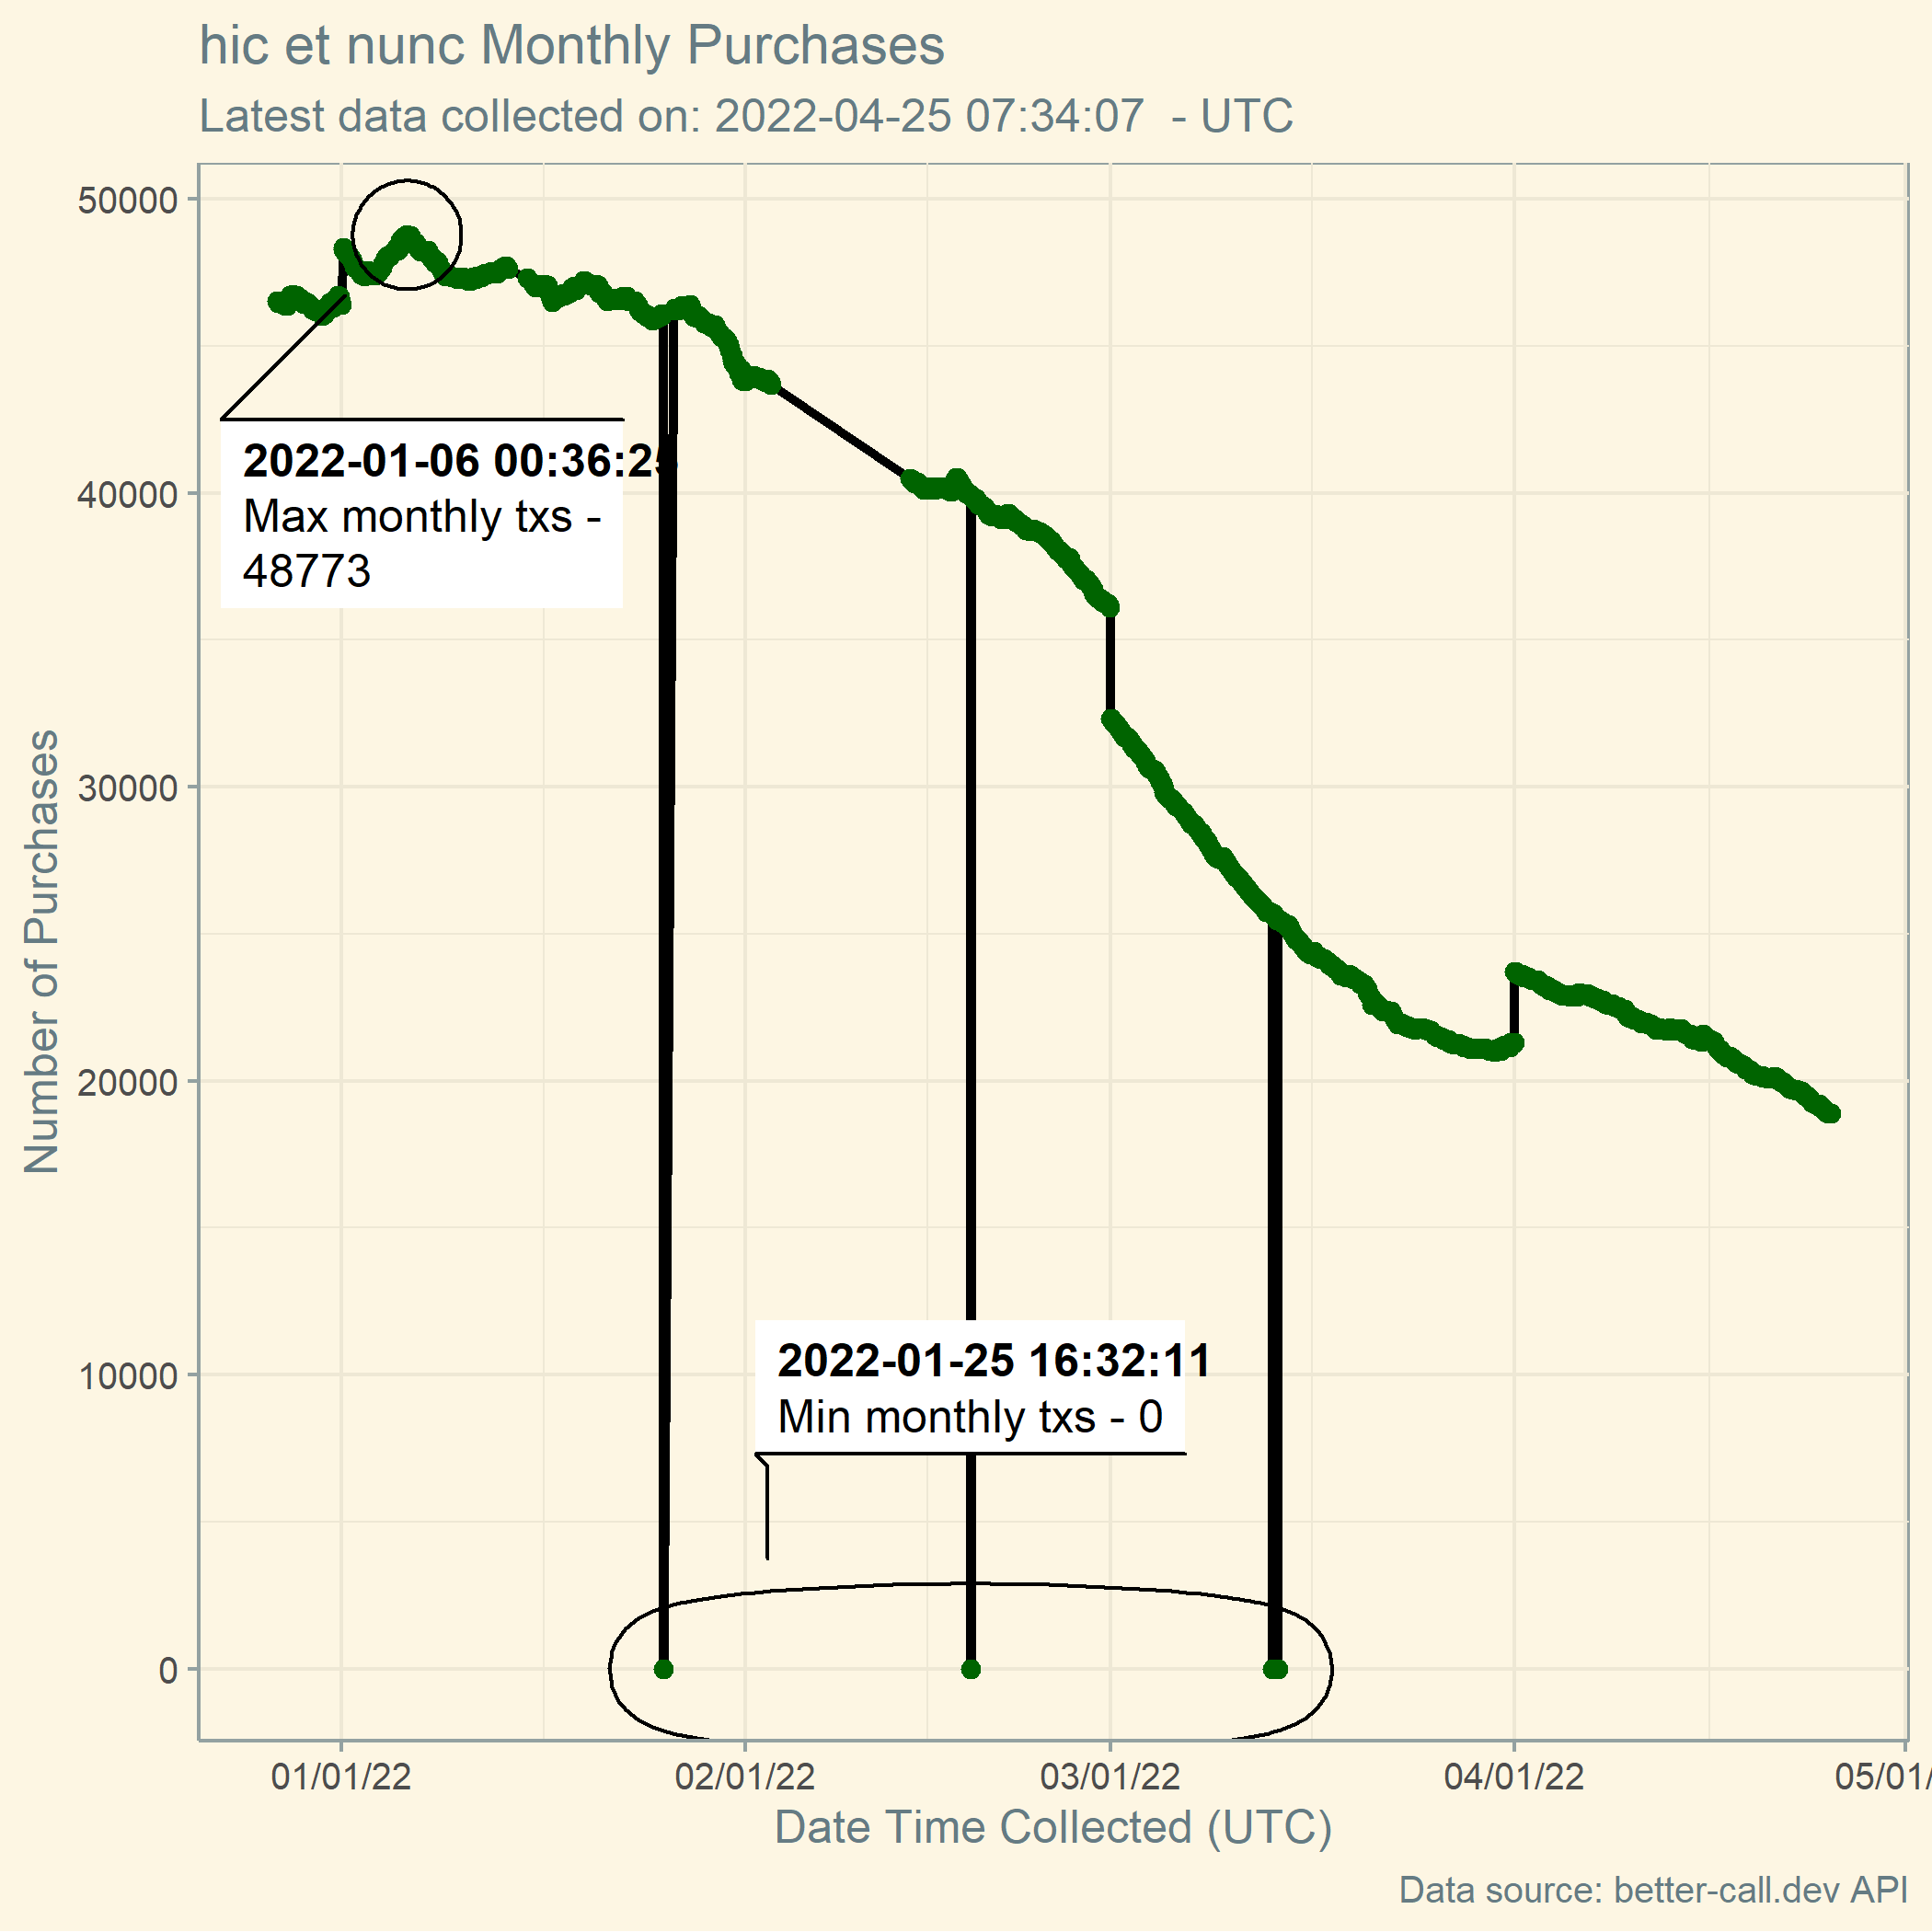 hic et nunc Monthly Purchases
Latest data collected on: 2022-04-25 07:34:07 - UTC
50000
40000
30000
20000
10000
0
Number of Purchases
2022-01-06 00:36:25
Max monthly txs -
48773
2022-01-25 16:32:11
Min monthly txs - 0
01/01/22 02/01/22 03/01/22 04/01/22 05/01/
Date Time Collected (UTC)
Data source: better-call.dev API